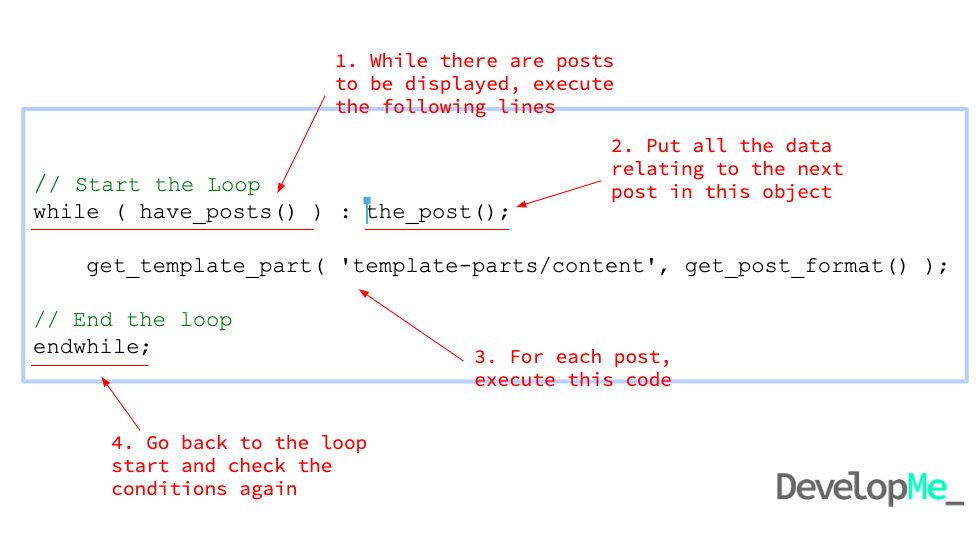 1. While there are posts
to be displayed, execute
the following lines
2. Put all the data
relating to the next
post in this object
// Start the Loop
while ( have_posts() ) : the_post();
get_template_part( 'template-parts/content', get_post_format() );
// End the loop
endwhile;
3. For each post,
execute this code
4. Go back to the loop
start and check the
conditions again
DevelopMe_